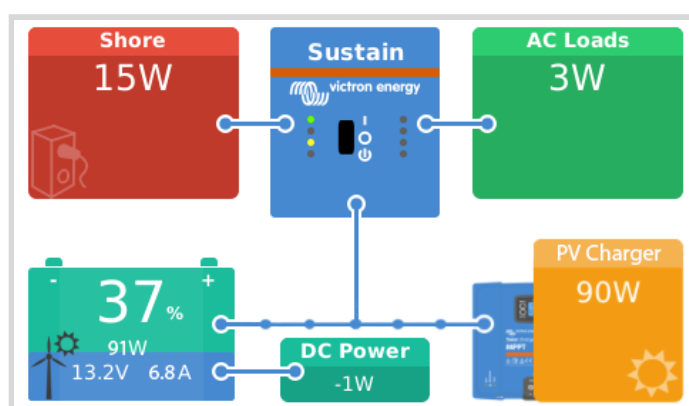 Shore
15W
Sustain
victron energy
AC Loads
3W
- +
37%
91W
13.2V 6.8A
DC Power
-1W
PV Charger
90W
MPPT